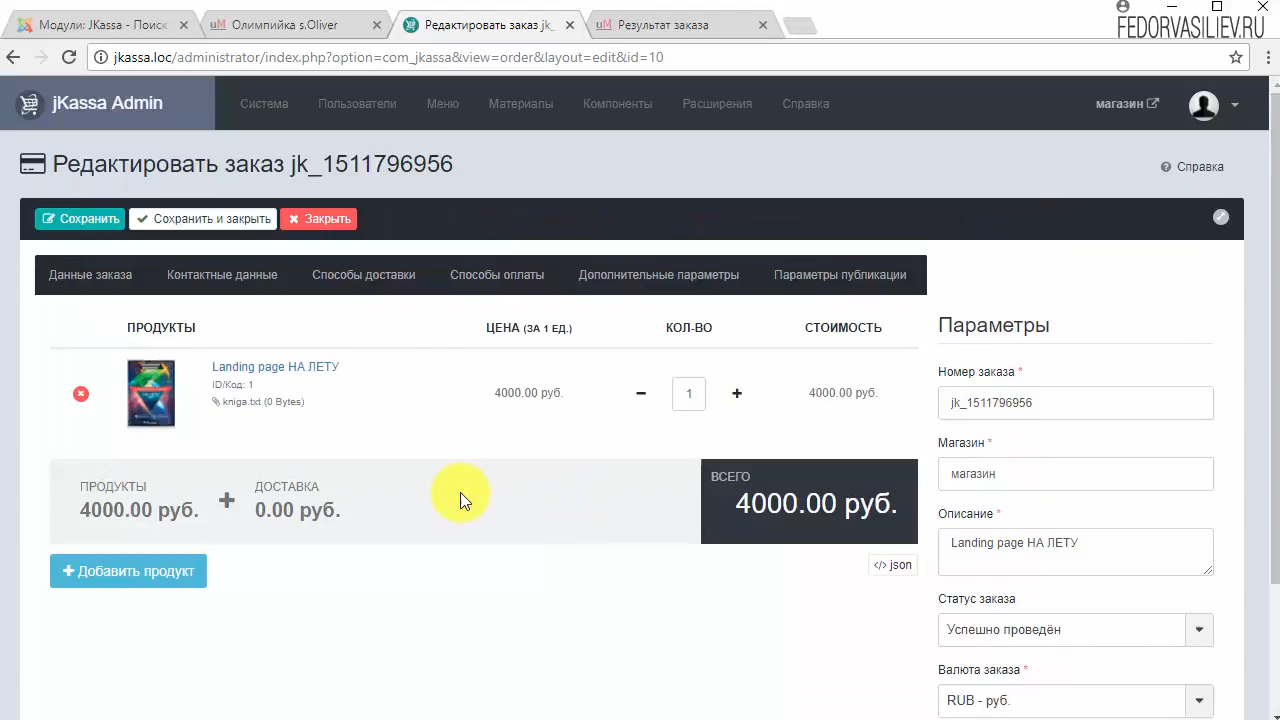 Модули: JKassa - Поиск
Олимпийка s.Oliver
Редактировать заказ jk_
Результат заказа
FEDORVASILIEV.RU
jkassa.loc/administrator/index.php?option=com_jkassa&view=order&layout=edit&id=10
jKassa Admin
Система
Пользователи
Меню
Материалы
Компоненты
Расширения
Справка
магазин
Редактировать заказ jk_1511796956
Справка
Сохранить
Сохранить и закрыть
Закрыть
Данные заказа
Контактные данные
Способы доставки
Способы оплаты
Дополнительные параметры
Параметры публикации
ПРОДУКТЫ
ЦЕНА (ЗА 1 ЕД.)
КОЛ-ВО
СТОИМОСТЬ
Landing page НА ЛЕТУ
ID/Код: 1
kniga.txt (0 Bytes)
4000.00 руб.
1
4000.00 руб.
ПРОДУКТЫ
4000.00 руб.
ДОСТАВКА
0.00 руб.
ВСЕГО
4000.00 руб.
Добавить продукт
</> json
Параметры
Номер заказа *
jk_1511796956
Магазин *
магазин
Описание *
Landing page НА ЛЕТУ
Статус заказа
Успешно проведён
Валюта заказа *
RUB - руб.